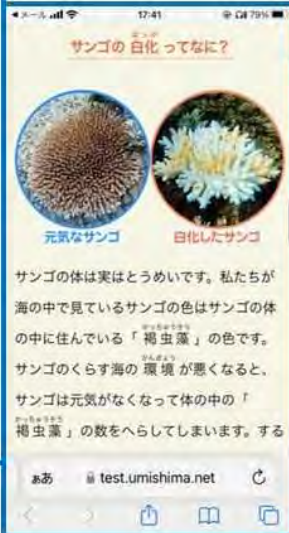 メール 17:41 79%
サンゴの白化ってなに？
はっか
元気なサンゴ
白化したサンゴ
サンゴの体は実はとうめいです。私たちが
海の中で見ているサンゴの色はサンゴの体
かっちゅうそう
の中に住んでいる「褐虫藻」の色です。
かんきょう
サンゴのくらす海の環境が悪くなると、
サンゴは元気がなくなって体の中の「
かっちゅうそう
褐虫藻」の数をへらしてしまいます。する
ぁあ test.umishima.net